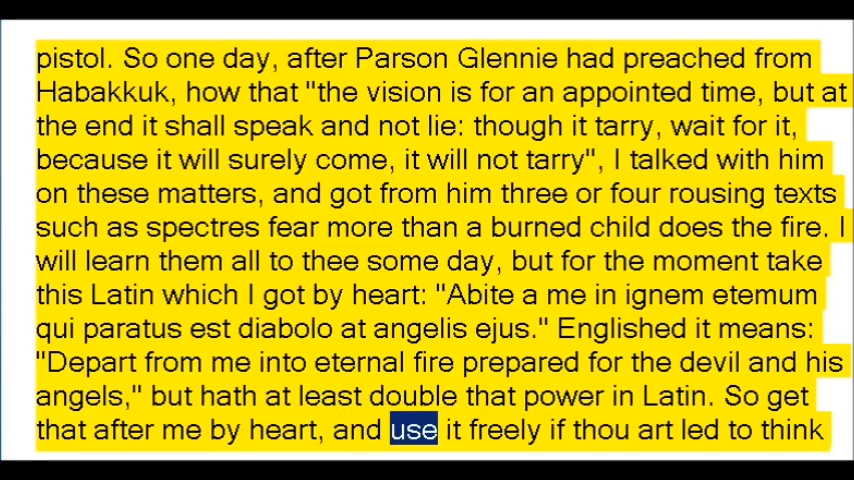 pistol. So one day, after Parson Glennie had preached from
Habakkuk, how that "the vision is for an appointed time, but at
the end it shall speak and not lie: though it tarry, wait for it,
because it will surely come, it will not tarry", I talked with him
on these matters, and got from him three or four rousing texts
such as spectres fear more than a burned child does the fire. I
will learn them all to thee some day, but for the moment take
this Latin which I got by heart: "Abite a me in ignem etemum
qui paratus est diabolo at angelis ejus." Englished it means:
"Depart from me into eternal fire prepared for the devil and his
angels," but hath at least double that power in Latin. So get
that after me by heart, and use it freely if thou art led to think